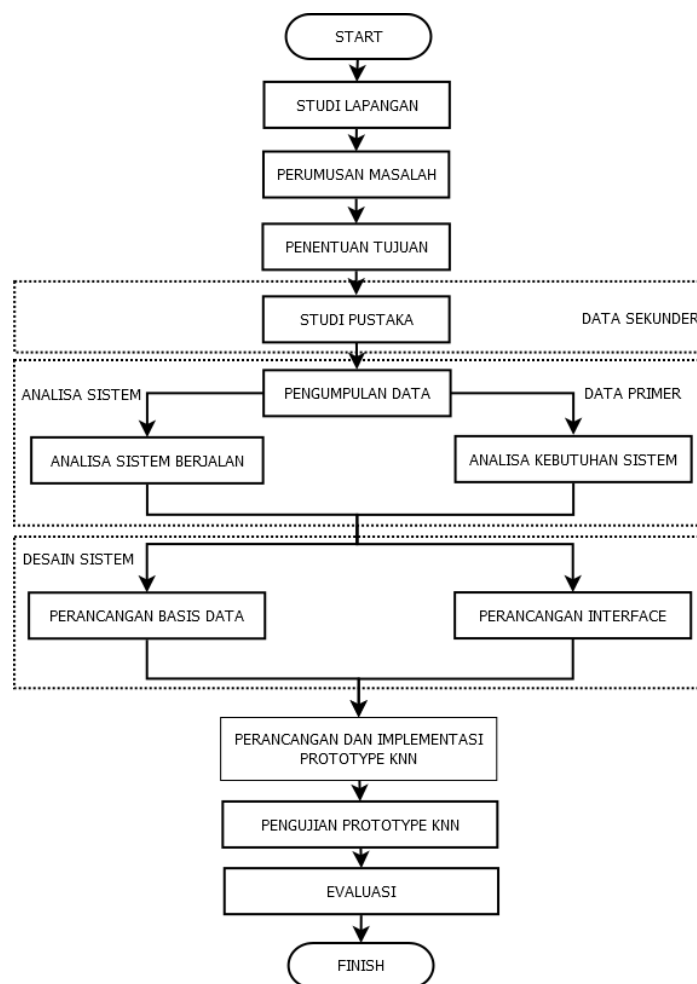 START
STUDI LAPANGAN
PERUMUSAN MASALAH
PENENTUAN TUJUAN
STUDI PUSTAKA
DATA SEKUNDER
PENGUMPULAN DATA
ANALISA SISTEM
DATA PRIMER
ANALISA SISTEM BERJALAN
ANALISA KEBUTUHAN SISTEM
DESAIN SISTEM
PERANCANGAN BASIS DATA
PERANCANGAN INTERFACE
PERANCANGAN DAN IMPLEMENTASI
PROTOTYPE KNN
PENGUJIAN PROTOTYPE KNN
EVALUASI
FINISH